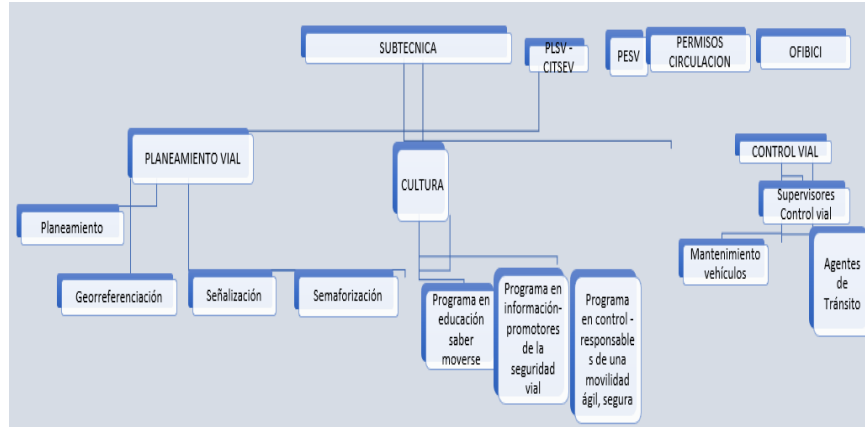 SUBTECNICA
PLSV -
CITSEV
PESV
PERMISOS
CIRCULACION
OFIBICI
PLANEAMIENTO VIAL
CULTURA
CONTROL VIAL
Planeamiento
Supervisores
Control vial
Georreferenciación
Señalización
Semaforización
Mantenimiento
vehículos
Agentes
de
Tránsito
Programa en
educación
saber
moverse
Programa en
información-
promotores
de la
seguridad
vial
Programa
en control -
responsable
s de una
movilidad
ágil, segura